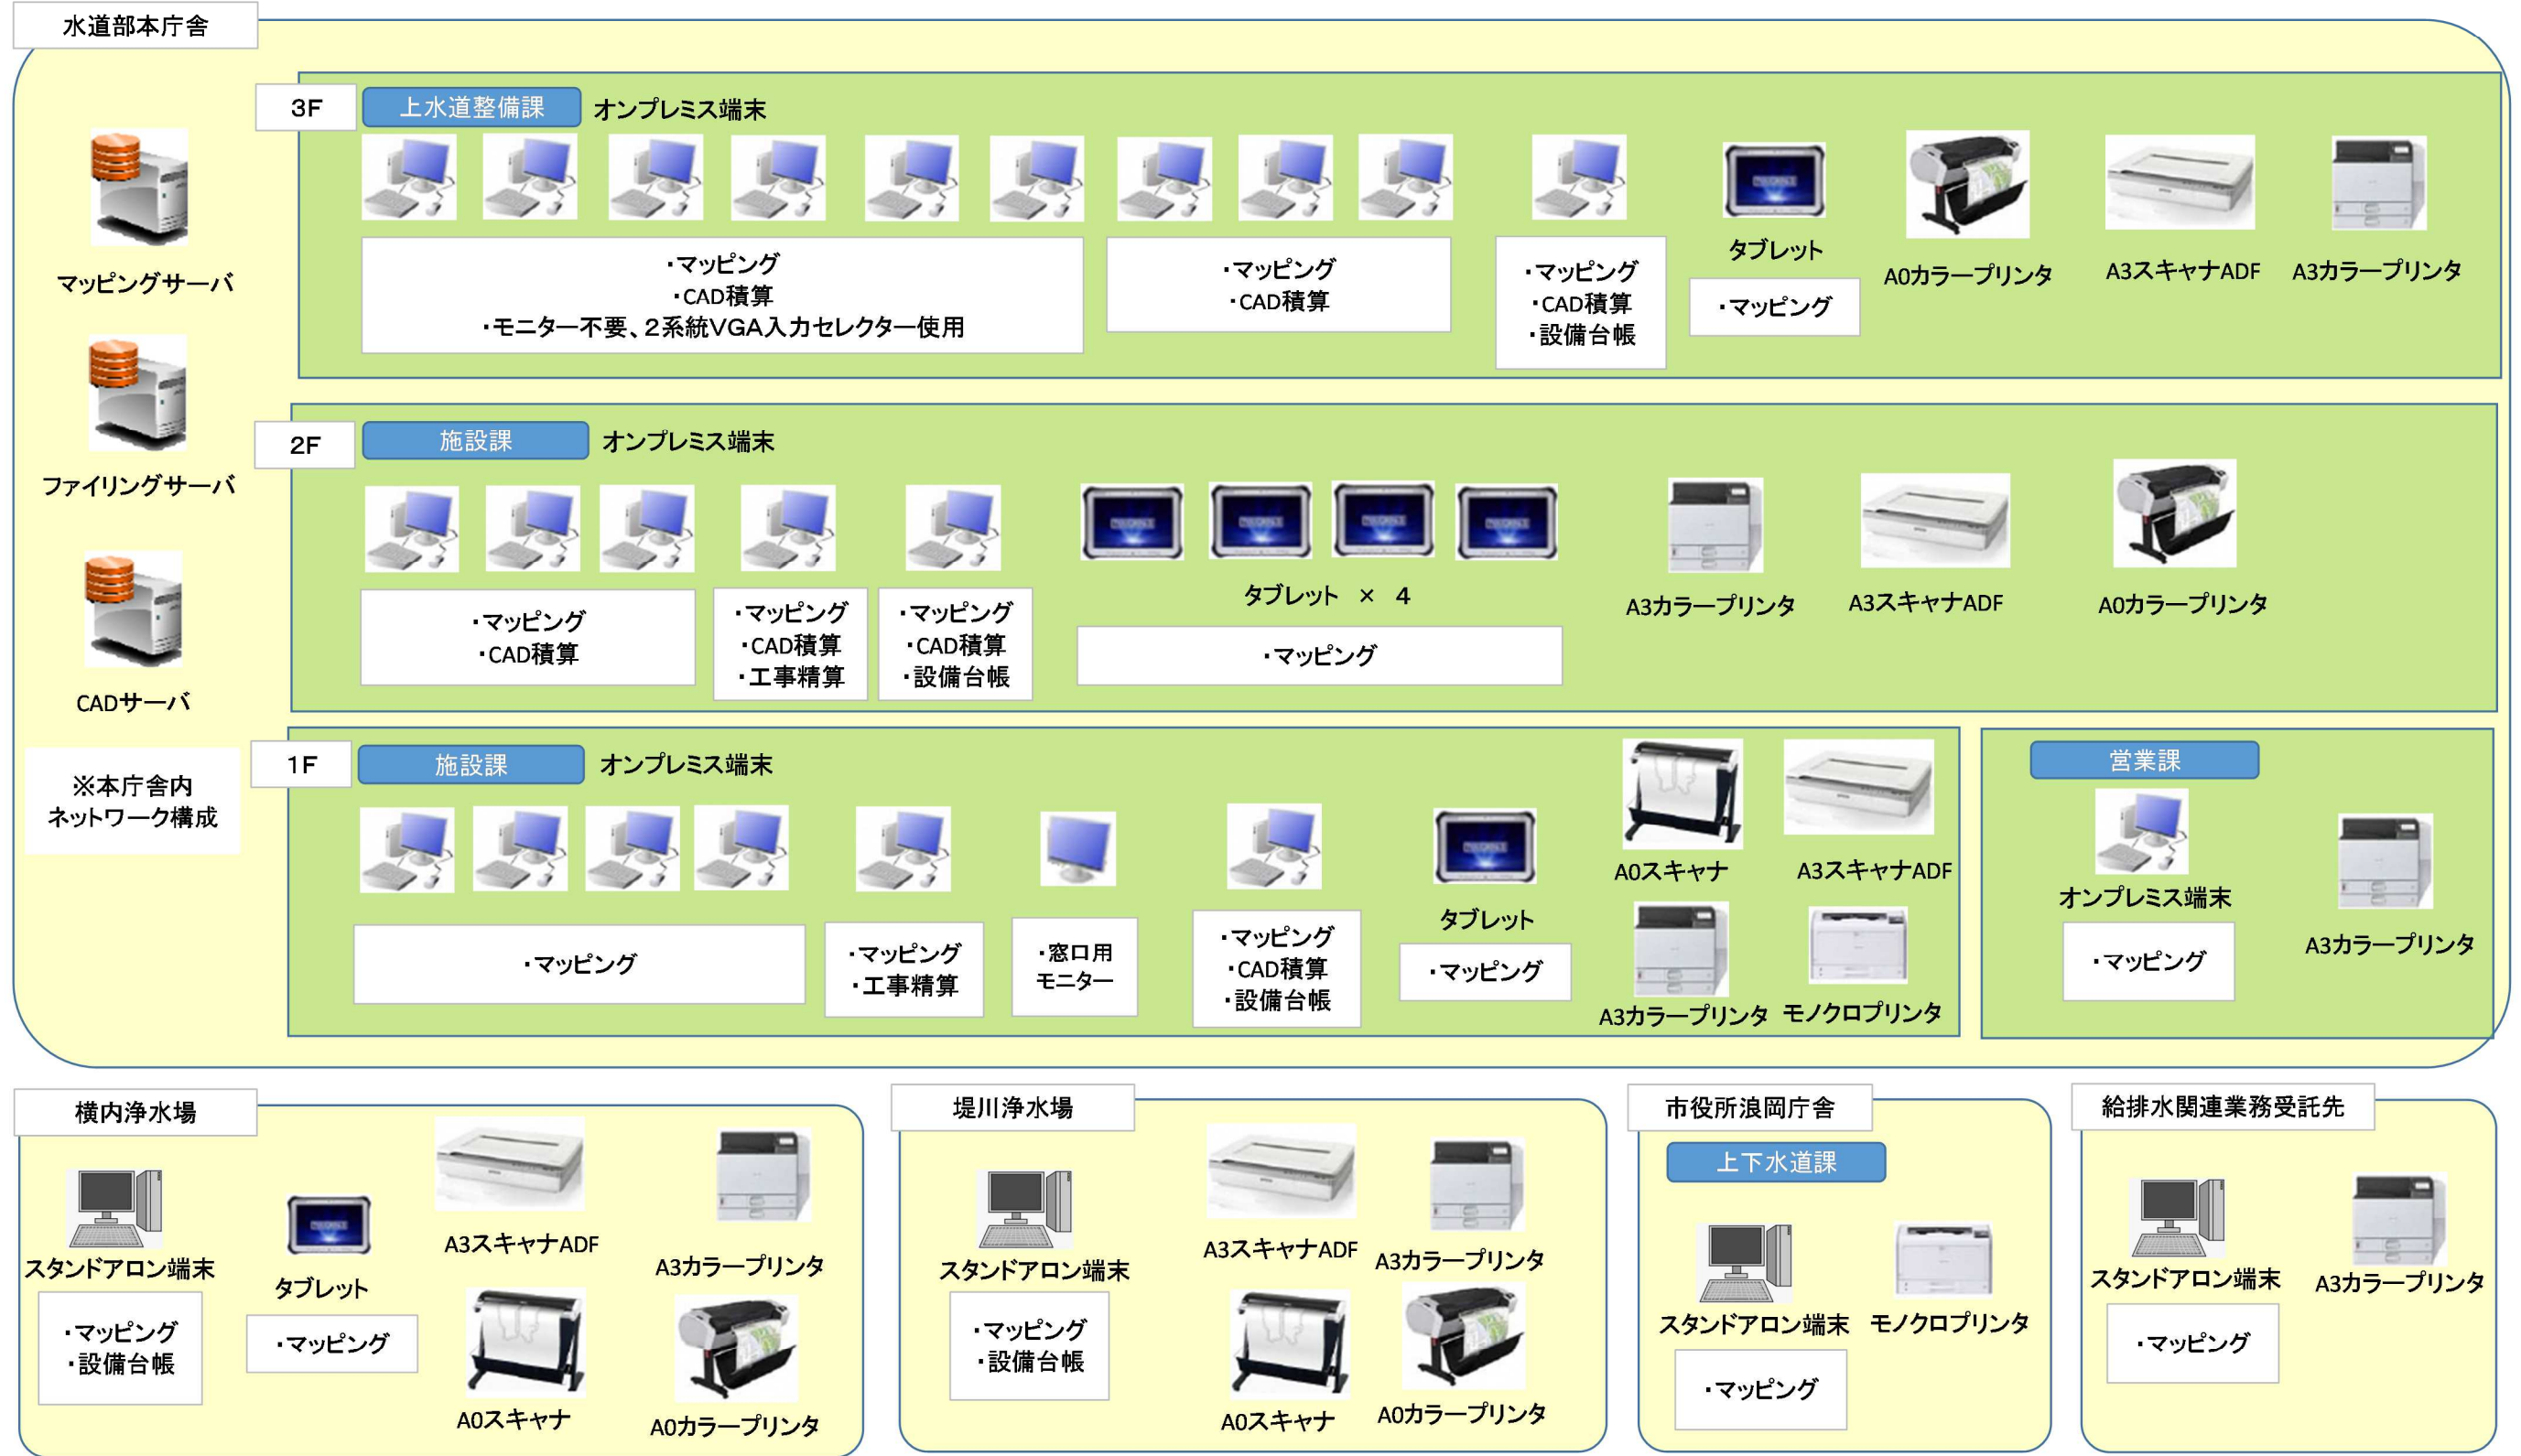 水道部本庁舎
マッピングサーバ
ファイリングサーバ
CADサーバ
※本庁舎内
ネットワーク構成
3F
上水道整備課
オンプレミス端末
・マッピング
・CAD積算
・モニター不要、2系統VGA入力セレクター使用
・マッピング
・CAD積算
・マッピング
・CAD積算
・設備台帳
タブレット
・マッピング
A0カラープリンタ
A3スキャナADF
A3カラープリンタ
2F
施設課
オンプレミス端末
・マッピング
・CAD積算
・マッピング
・CAD積算
・工事精算
・マッピング
・CAD積算
・設備台帳
タブレット × 4
・マッピング
A3カラープリンタ
A3スキャナADF
A0カラープリンタ
1F
施設課
オンプレミス端末
・マッピング
・マッピング
・工事精算
・窓口用
モニター
・マッピング
・CAD積算
・設備台帳
タブレット
・マッピング
A0スキャナ
A3スキャナADF
A3カラープリンタ
モノクロプリンタ
営業課
オンプレミス端末
・マッピング
A3カラープリンタ
横内浄水場
スタンドアロン端末
・マッピング
・設備台帳
タブレット
・マッピング
A3スキャナADF
A3カラープリンタ
A0スキャナ
A0カラープリンタ
堤川浄水場
スタンドアロン端末
・マッピング
・設備台帳
A3スキャナADF
A3カラープリンタ
A0スキャナ
A0カラープリンタ
市役所浪岡庁舎
上下水道課
スタンドアロン端末
・マッピング
モノクロプリンタ
給排水関連業務受託先
スタンドアロン端末
・マッピング
A3カラープリンタ